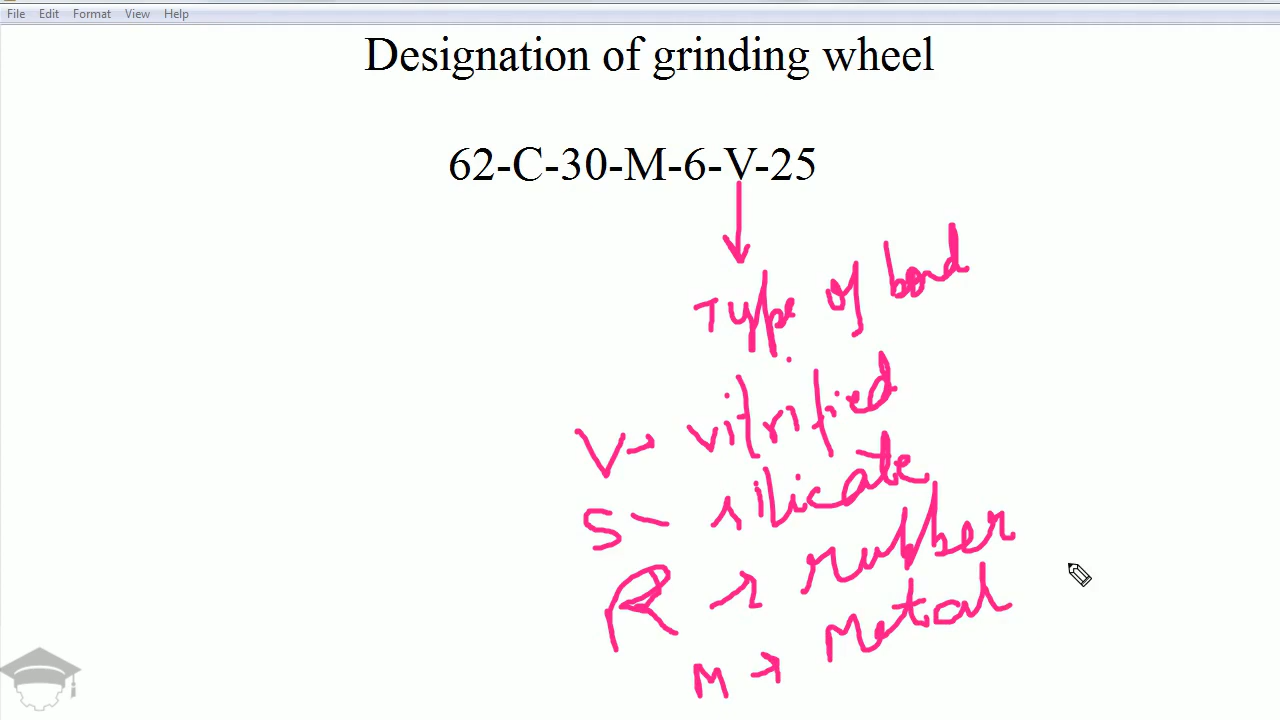 File Edit Format View Help
Designation of grinding wheel
62-C-30-M-6-V-25
Type of bond
V → vitrified
S – silicate
R → rubber
M → Metal